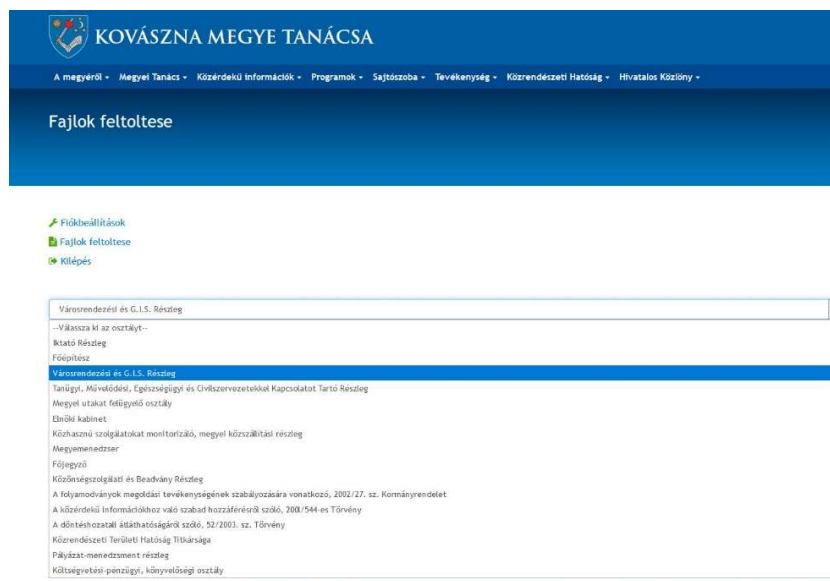 KOVÁSZNA MEGYE TANÁCSA
A megyéről Megyei Tanács Közérdekű információk Programok Sajtószoba Tevékenység Közrendészeti Hatóság Hivatalos Közlöny
Fajlok feltoltese
Fiókbeállítások
Fajlok feltoltese
Kilépés
Városrendezési és G.I.S. Részleg
--Válassza ki az osztályt--
Iktató Részleg
Főépítész
Városrendezési és G.I.S. Részleg
Tanügyi, Művelődési, Egészségügyi és Civilszervezetekkel Kapcsolatot Tartó Részleg
Megyei utakat felügyelő osztály
Elnöki kabinet
Közhasznú szolgálatokat monitorizáló, megyei közszállítási részleg
Megyemenedzser
Főjegyző
Közönségszolgálati és Beadvány Részleg
A folyamodványok megoldási tevékenységének szabályozására vonatkozó, 2002/27. sz. Kormányrendelet
A közérdekű információkhoz való szabad hozzáférésről szóló, 2001/544-es Törvény
A döntéshozatali átláthatóságáról szóló, 52/2003. sz. Törvény
Közrendészeti Területi Hatóság Titkársága
Pályázat-menedzsment részleg
Költségvetési-pénzügyi, könyvelőségi osztály